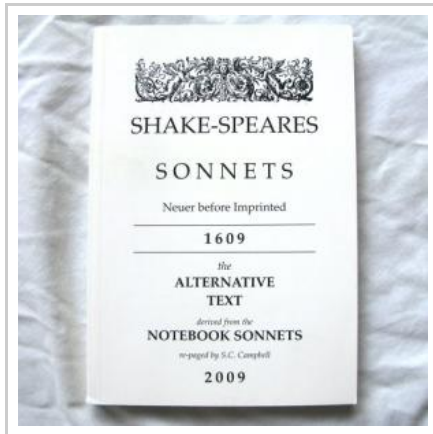 SHAKE-SPEARES
SONNETS
Neuer before Imprinted
1609
the
ALTERNATIVE
TEXT
derived from the
NOTEBOOK SONNETS
re-paged by S.C. Campbell
2009